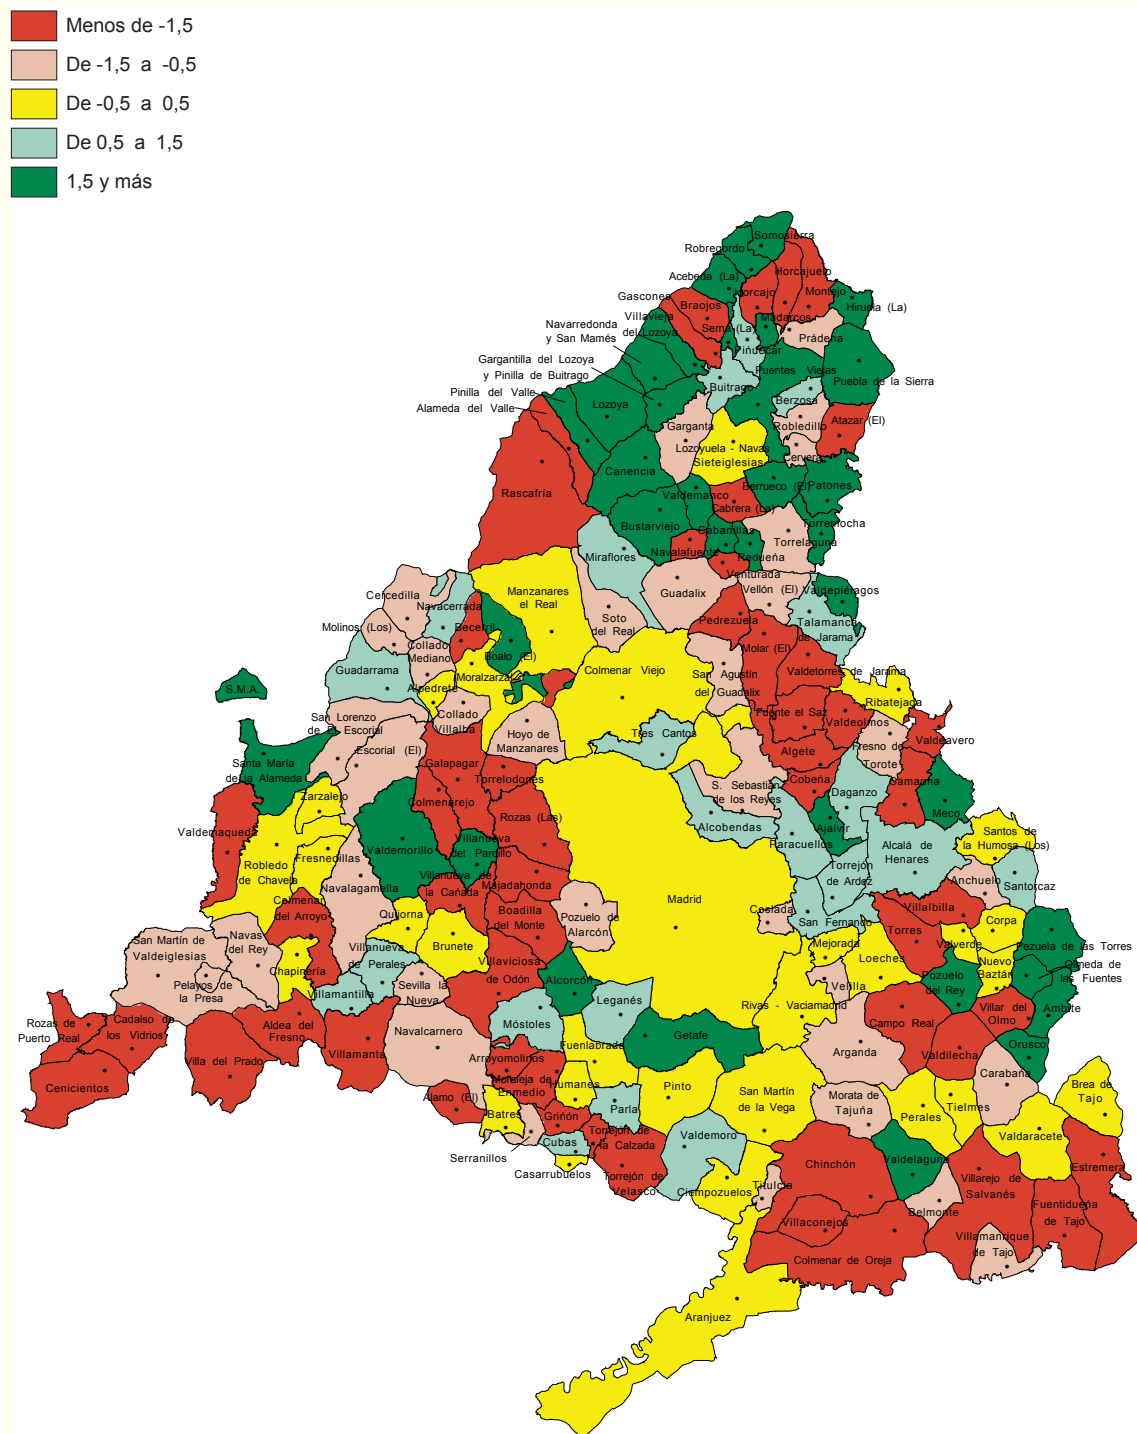 Menos de -1,5
De -1,5 a -0,5
De -0,5 a 0,5
De 0,5 a 1,5
1,5 y más
Somosierra
Robregordo
Acebeda (La)
Horcajuelo
Horcajo
Montejo
Hiruela (La)
Gascones
Braojos
Madarcos
Villavieja
del Lozoya
Serna (La)
Prádena
Navarredonda
y San Mamés
Piñuécar
Gargantilla del Lozoya
y Pinilla de Buitrago
Puentes Viejas
Puebla de la Sierra
Buitrago
Pinilla del Valle
Berzosa
Alameda del Valle
Lozoya
Garganta
Robledillo
Atazar (El)
Lozoyuela - Navas
Sieteiglesias
Cervera
Canencia
Rascafría
Valdemanco
Berrueco (El)
Patones
Cabrera (La)
Bustarviejo
Cabanillas
Torremocha
Torrelaguna
Navalafuente
Redueña
Miraflores
Venturada
Guadalix
Vellón (El)
Valdepiélagos
Manzanares
el Real
Cercedilla
Navacerrada
Soto
del Real
Pedrezuela
Talamanca
de Jarama
Molinos (Los)
Becerril
Collado
Mediano
Boalo (El)
Molar (El)
Guadarrama
Moralzarzal
Colmenar Viejo
San Agustín
del Guadalix
Valdetorres de Jarama
S.M.A.
Alpedrete
Ribatejada
San Lorenzo
de El Escorial
Collado
Villalba
Fuente el Saz
Valdeolmos
Hoyo de
Manzanares
Tres Cantos
Valdeavero
Escorial (El)
Algete
Fresno de
Torote
Santa María
de la Alameda
Galapagar
Torrelodones
S. Sebastián
de los Reyes
Cobeña
Samarma
Zarzalejo
Colmenarejo
Daganzo
Meco
Rozas (Las)
Alcobendas
Ajalvir
Valdemaqueda
Valdemorillo
Villanueva
del Pardillo
Paracuellos
Alcalá de
Henares
Santos de
la Humosa (Los)
Robledo
de Chavela
Fresnedillas
Torrejón
de Ardoz
Navalagamella
Villanueva de
la Cañada
Majadahonda
Anchuelo
Santorcaz
Colmenar
del Arroyo
Madrid
Boadilla
del Monte
Pozuelo de
Alarcón
Coslada
San Fernando
Villalbilla
Quijorna
Corpa
Navas
del Rey
Brunete
Torres
San Martín de
Valdeiglesias
Villanueva
de Perales
Mejorada
Valverde
Pezuela de las Torres
Chapinería
Villaviciosa
de Odón
Loeches
Nuevo
Baztán
Olmeda de
las Fuentes
Pelayos de
la Presa
Sevilla la
Nueva
Alcorcón
Velilla
Pozuelo
del Rey
Villamantilla
Leganés
Rivas - Vaciamadrid
Villar del
Olmo
Ambite
Rozas de
Puerto Real
Cadalso de
los Vidrios
Aldea del
Fresno
Móstoles
Campo Real
Navalcarnero
Getafe
Orusco
Villa del Prado
Villamanta
Fuenlabrada
Arganda
Valdilecha
Arroyomolinos
Carabaña
Cenicientos
Moraleja de
Enmedio
Humanes
Pinto
San Martín
de la Vega
Brea de
Tajo
Alamo (El)
Morata de
Tajuña
Batres
Parla
Tielmes
Griñón
Perales
Valdaracete
Torrejón de
la Calzada
Valdemoro
Cubas
Serranillos
Chinchón
Valdelaguna
Casarrubuelos
Torrejón de
Velasco
Estremera
Ciempozuelos
Titulcia
Villarejo de
Salvanés
Fuentidueña
de Tajo
Belmonte
Villaconejos
Villamanrique
de Tajo
Colmenar de Oreja
Aranjuez